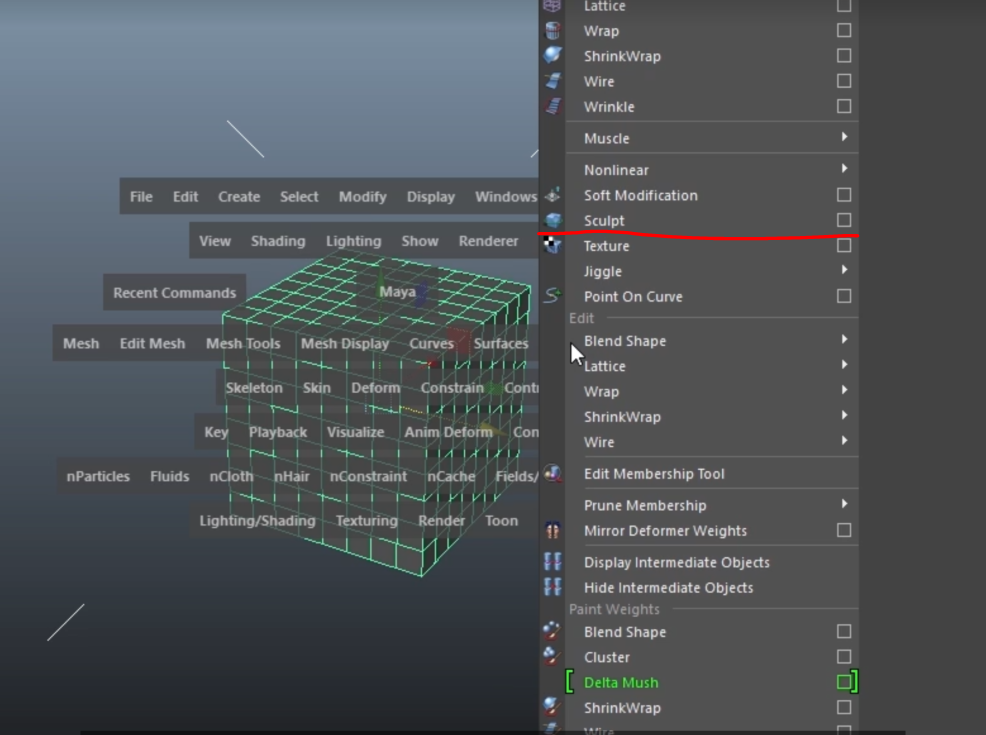 File Edit Create Select Modify Display Windows
View Shading Lighting Show Renderer
Recent Commands
Maya
Mesh Edit Mesh Mesh Tools Mesh Display Curves Surfaces
Skeleton Skin Deform Constrain Contr
Key Playback Visualize Anim Deform Con
nParticles Fluids nCloth nHair nConstraint nCache Fields/
Lighting/Shading Texturing Render Toon
Lattice
Wrap
ShrinkWrap
Wire
Wrinkle
Muscle
Nonlinear
Soft Modification
Sculpt
Texture
Jiggle
Point On Curve
Edit
Blend Shape
Lattice
Wrap
ShrinkWrap
Wire
Edit Membership Tool
Prune Membership
Mirror Deformer Weights
Display Intermediate Objects
Hide Intermediate Objects
Paint Weights
Blend Shape
Cluster
Delta Mush
ShrinkWrap
Wire